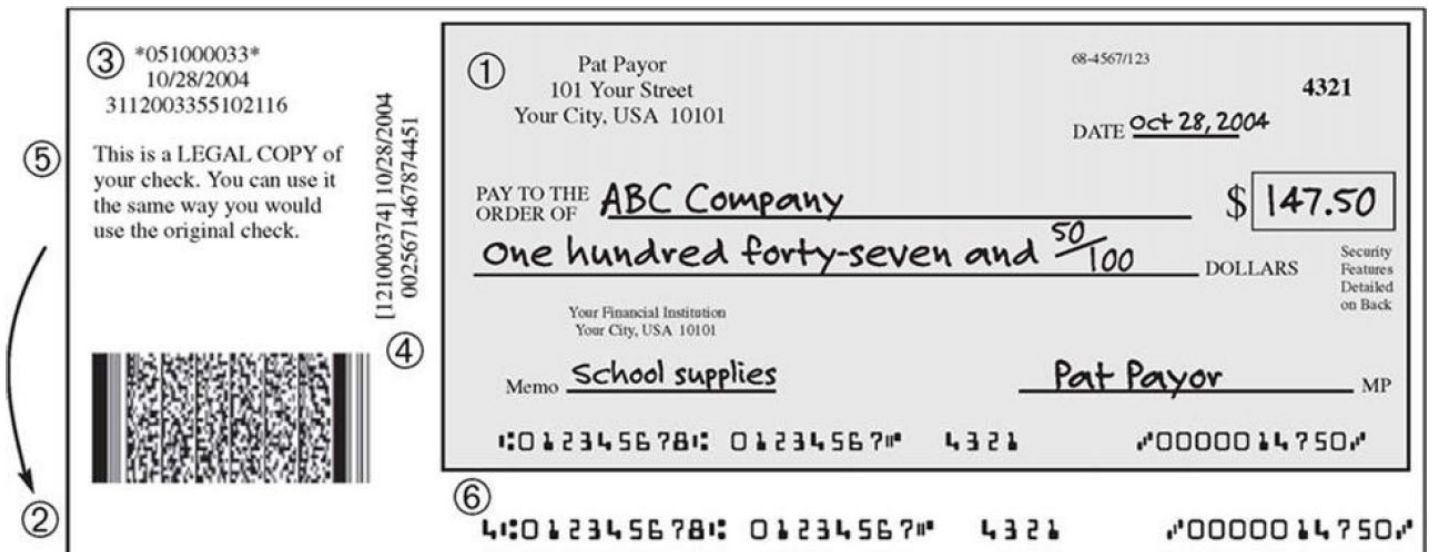 ③ *051000033*
10/28/2004
3112003355102116
⑤ This is a LEGAL COPY of
your check. You can use it
the same way you would
use the original check.
②
[121000374] 10/28/2004
0025671467874451
④
① Pat Payor
101 Your Street
Your City, USA 10101
68-4567/123
4321
DATE Oct 28, 2004
PAY TO THE
ORDER OF ABC Company $ 147.50
One hundred forty-seven and 50/100 DOLLARS
Security
Features
Detailed
on Back
Your Financial Institution
Your City, USA 10101
Memo School supplies Pat Payor MP
⑆012345678⑆ 01234567⑈ 4321 ⑇0000014750⑇
⑥
4⑆012345678⑆ 01234567⑈ 4321 ⑇0000014750⑇